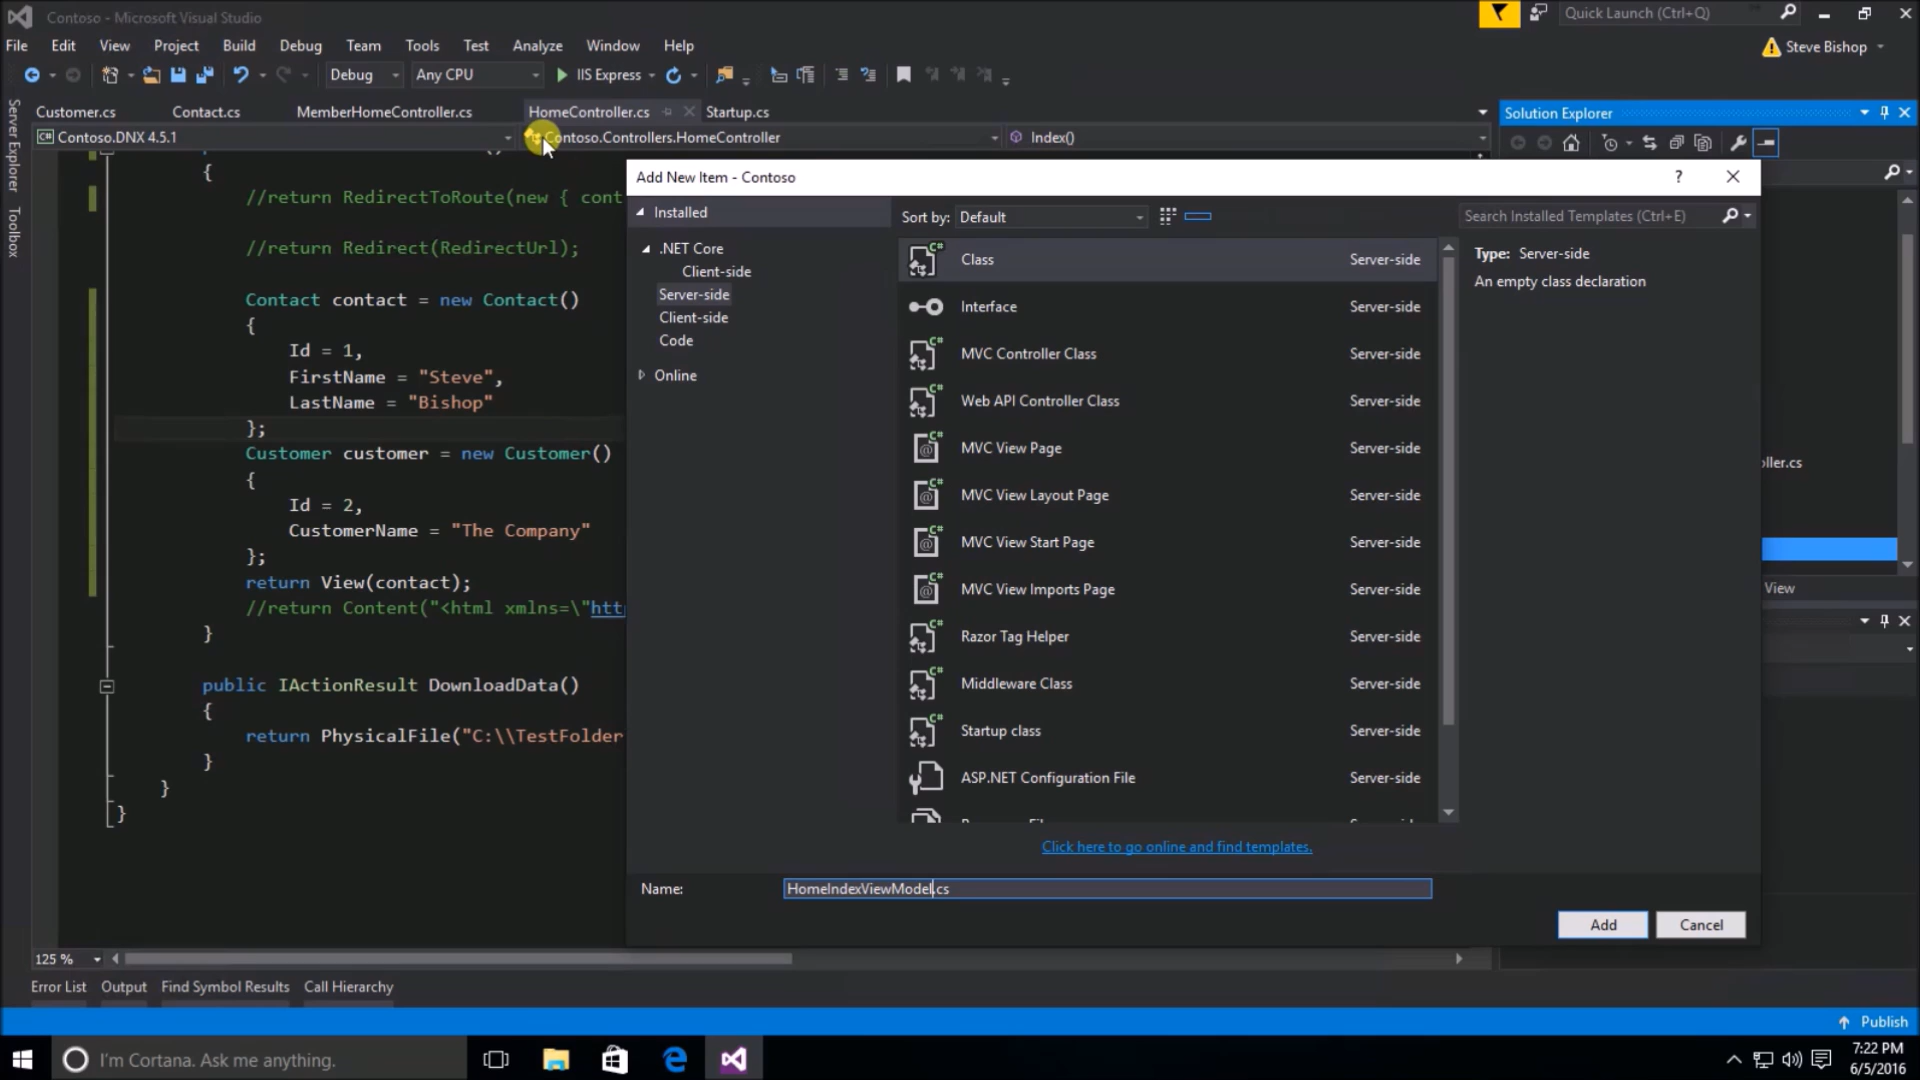 Contoso - Microsoft Visual Studio
Quick Launch (Ctrl+Q)
File Edit View Project Build Debug Team Tools Test Analyze Window Help
Steve Bishop
Debug Any CPU IIS Express
Server Explorer
Toolbox
Customer.cs Contact.cs MemberHomeController.cs HomeController.cs Startup.cs
Contoso.DNX 4.5.1 Contoso.Controllers.HomeController Index()
Solution Explorer
{
//return RedirectToRoute(new { cont
//return Redirect(RedirectUrl);
Contact contact = new Contact()
{
Id = 1,
FirstName = "Steve",
LastName = "Bishop"
};
Customer customer = new Customer()
{
Id = 2,
CustomerName = "The Company"
};
return View(contact);
//return Content("<html xmlns=\"http
}
public IActionResult DownloadData()
{
return PhysicalFile("C:\\TestFolder
}
}
}
Add New Item - Contoso
?
Installed
.NET Core
Client-side
Server-side
Client-side
Code
Online
Sort by: Default
Search Installed Templates (Ctrl+E)
Class Server-side
Interface Server-side
MVC Controller Class Server-side
Web API Controller Class Server-side
MVC View Page Server-side
MVC View Layout Page Server-side
MVC View Start Page Server-side
MVC View Imports Page Server-side
Razor Tag Helper Server-side
Middleware Class Server-side
Startup class Server-side
ASP.NET Configuration File Server-side
Type: Server-side
An empty class declaration
Click here to go online and find templates.
Name: HomeIndexViewModel.cs
Add Cancel
ller.cs
View
125 %
Error List Output Find Symbol Results Call Hierarchy
Publish
I'm Cortana. Ask me anything.
7:22 PM
6/5/2016